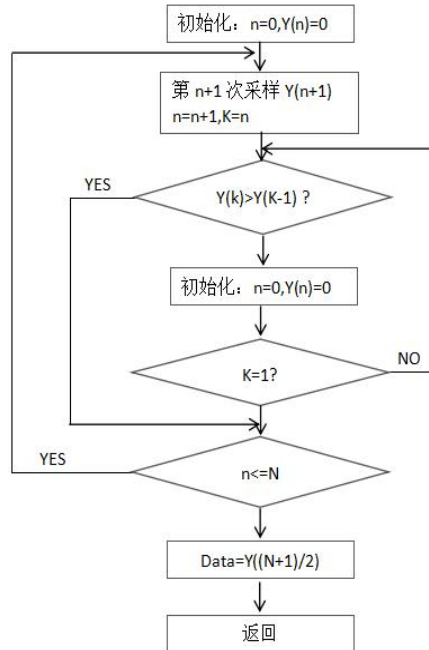 初始化：n=0,Y(n)=0
第 n+1 次采样 Y(n+1)
n=n+1,K=n
YES
Y(k)>Y(K-1) ?
初始化：n=0,Y(n)=0
K=1?
NO
YES
n<=N
Data=Y((N+1)/2)
返回